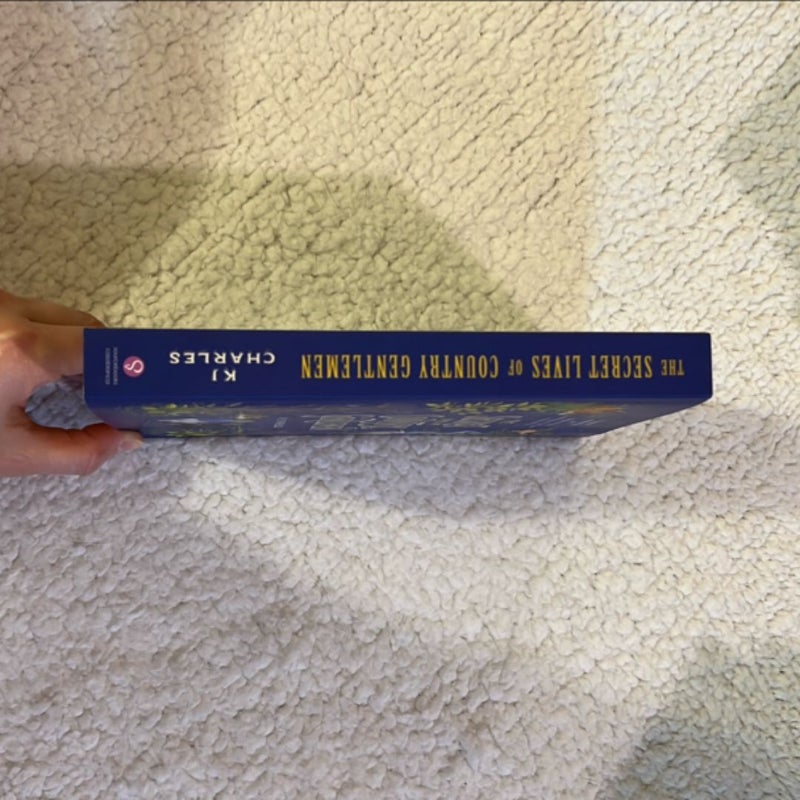 THE SECRET LIVES OF COUNTRY GENTLEMEN
KJ
CHARLES